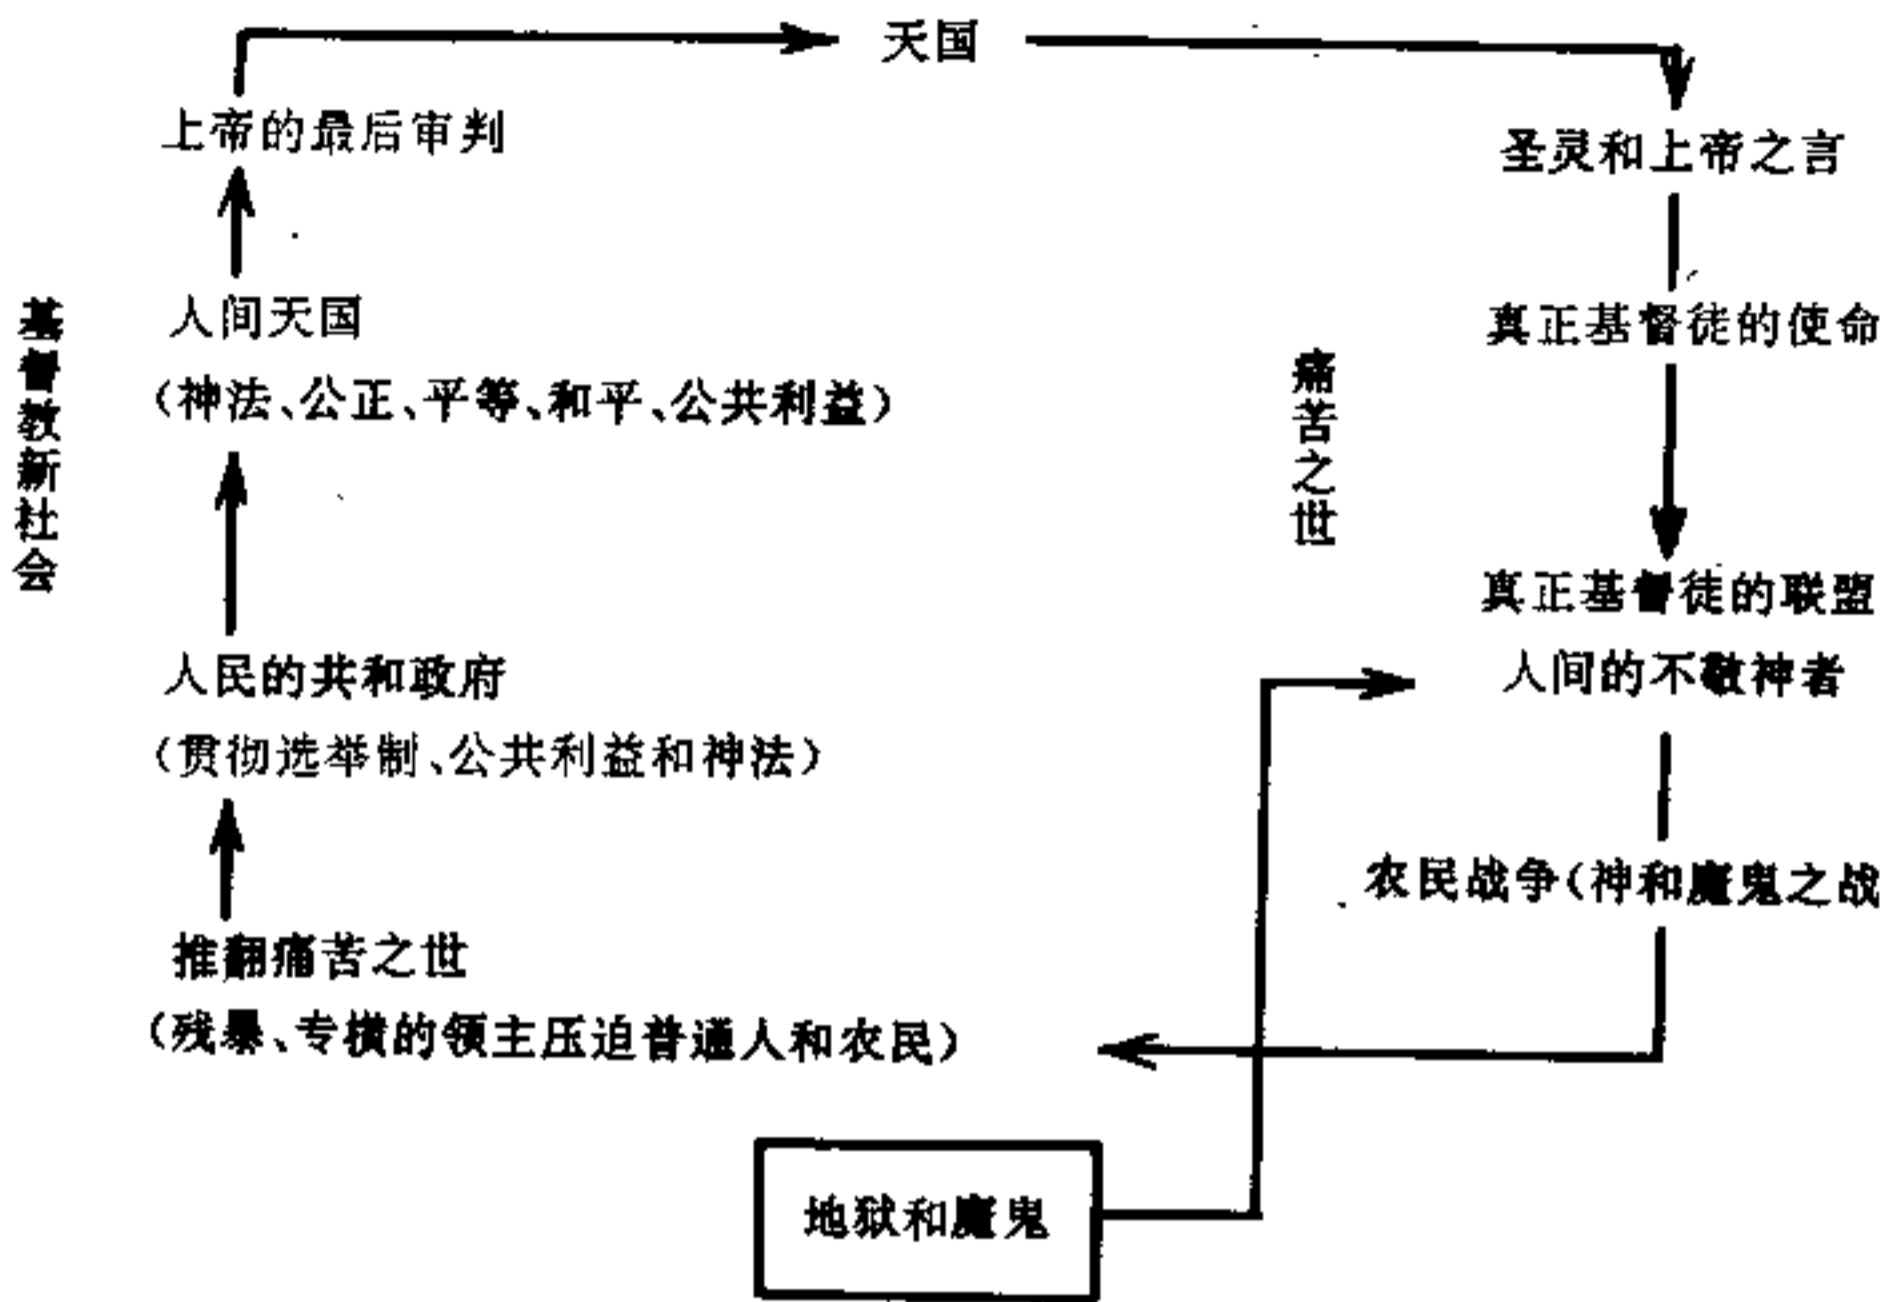 天国
上帝的最后审判
圣灵和上帝之言
人间天国
(神法、公正、平等、和平、公共利益)
真正基督徒的使命
基督教新社会
痛苦之世
真正基督徒的联盟
人间的不敬神者
人民的共和政府
(贯彻选举制、公共利益和神法)
农民战争(神和魔鬼之战
推翻痛苦之世
(残暴、专横的领主压迫普通人和农民)
地狱和魔鬼